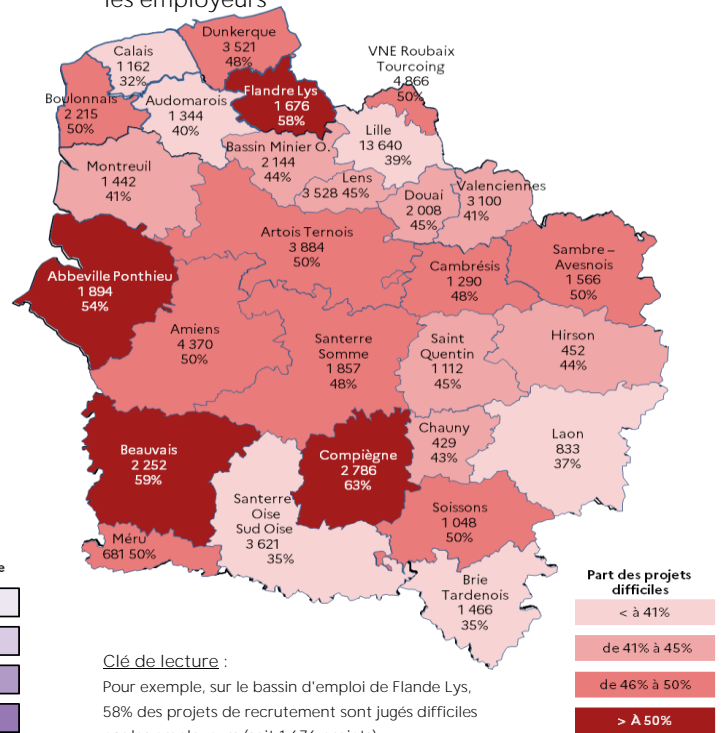 les employeurs
Dunkerque
3 521
48%
Calais
1 162
32%
VNE Roubaix
Tourcoing
4 866
50%
Boulonnais
2 215
50%
Audomarois
1 344
40%
Flandre Lys
1 676
58%
Lille
13 640
39%
Bassin Minier O.
2 144
44%
Montreuil
1 442
41%
Lens
3 528 45%
Douai
2 008
45%
Valenciennes
3 100
41%
Artois Ternois
3 884
50%
Sambre –
Avesnois
1 566
50%
Cambrésis
1 290
48%
Abbeville Ponthieu
1 894
54%
Amiens
4 370
50%
Santerre
Somme
1 857
48%
Saint
Quentin
1 112
45%
Hirson
452
44%
Beauvais
2 252
59%
Compiègne
2 786
63%
Chauny
429
43%
Laon
833
37%
Santerre
Oise
Sud Oise
3 621
35%
Soissons
1 048
50%
Méru
681 50%
Brie
Tardenois
1 466
35%
e
Part des projets
difficiles
< à 41%
de 41% à 45%
de 46% à 50%
> À 50%
Clé de lecture :
Pour exemple, sur le bassin d'emploi de Flande Lys,
58% des projets de recrutement sont jugés difficiles